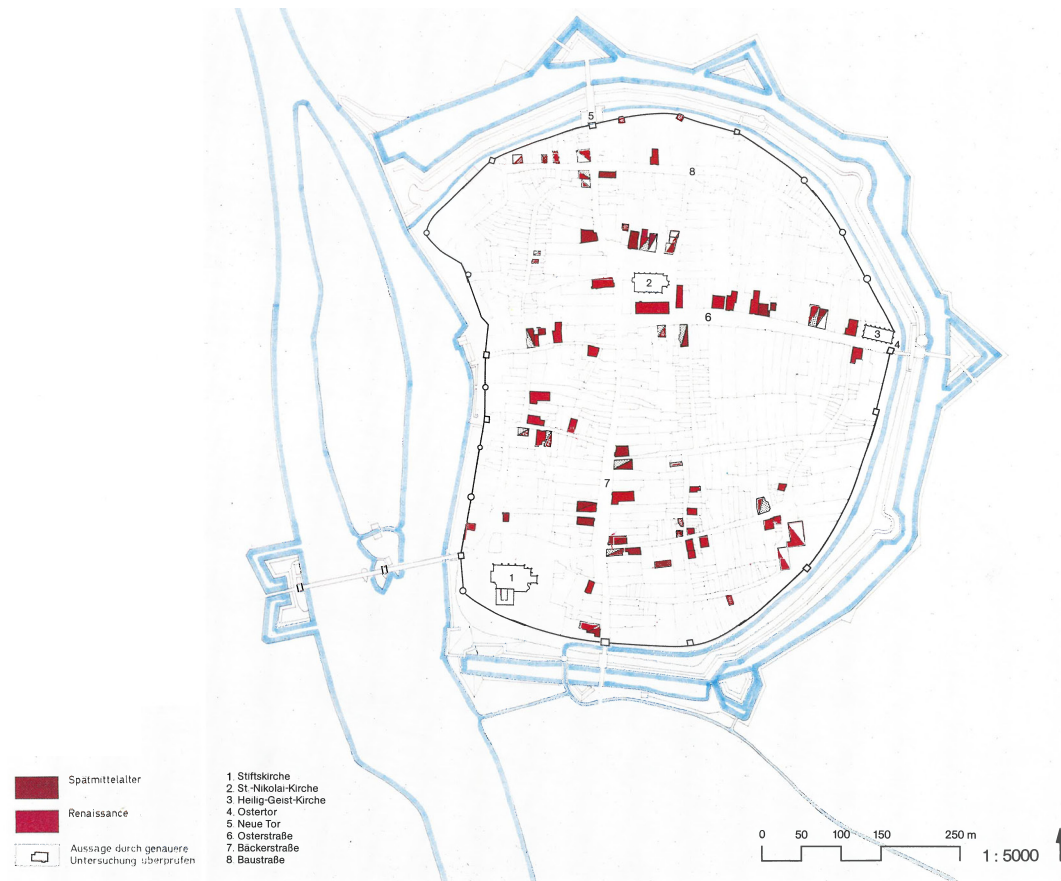 5
8
2
6
3
4
7
1
Spatmittelalter
Renaissance
Aussage durch genauere
Untersuchung uberprufen
1. Stiftskirche
2. St.-Nikolai-Kirche
3. Heilig-Geist-Kirche
4. Ostertor
5. Neue Tor
6. Osterstraße
7. Bäckerstraße
8. Baustraße
0 50 100 150 250 m
1 : 5000